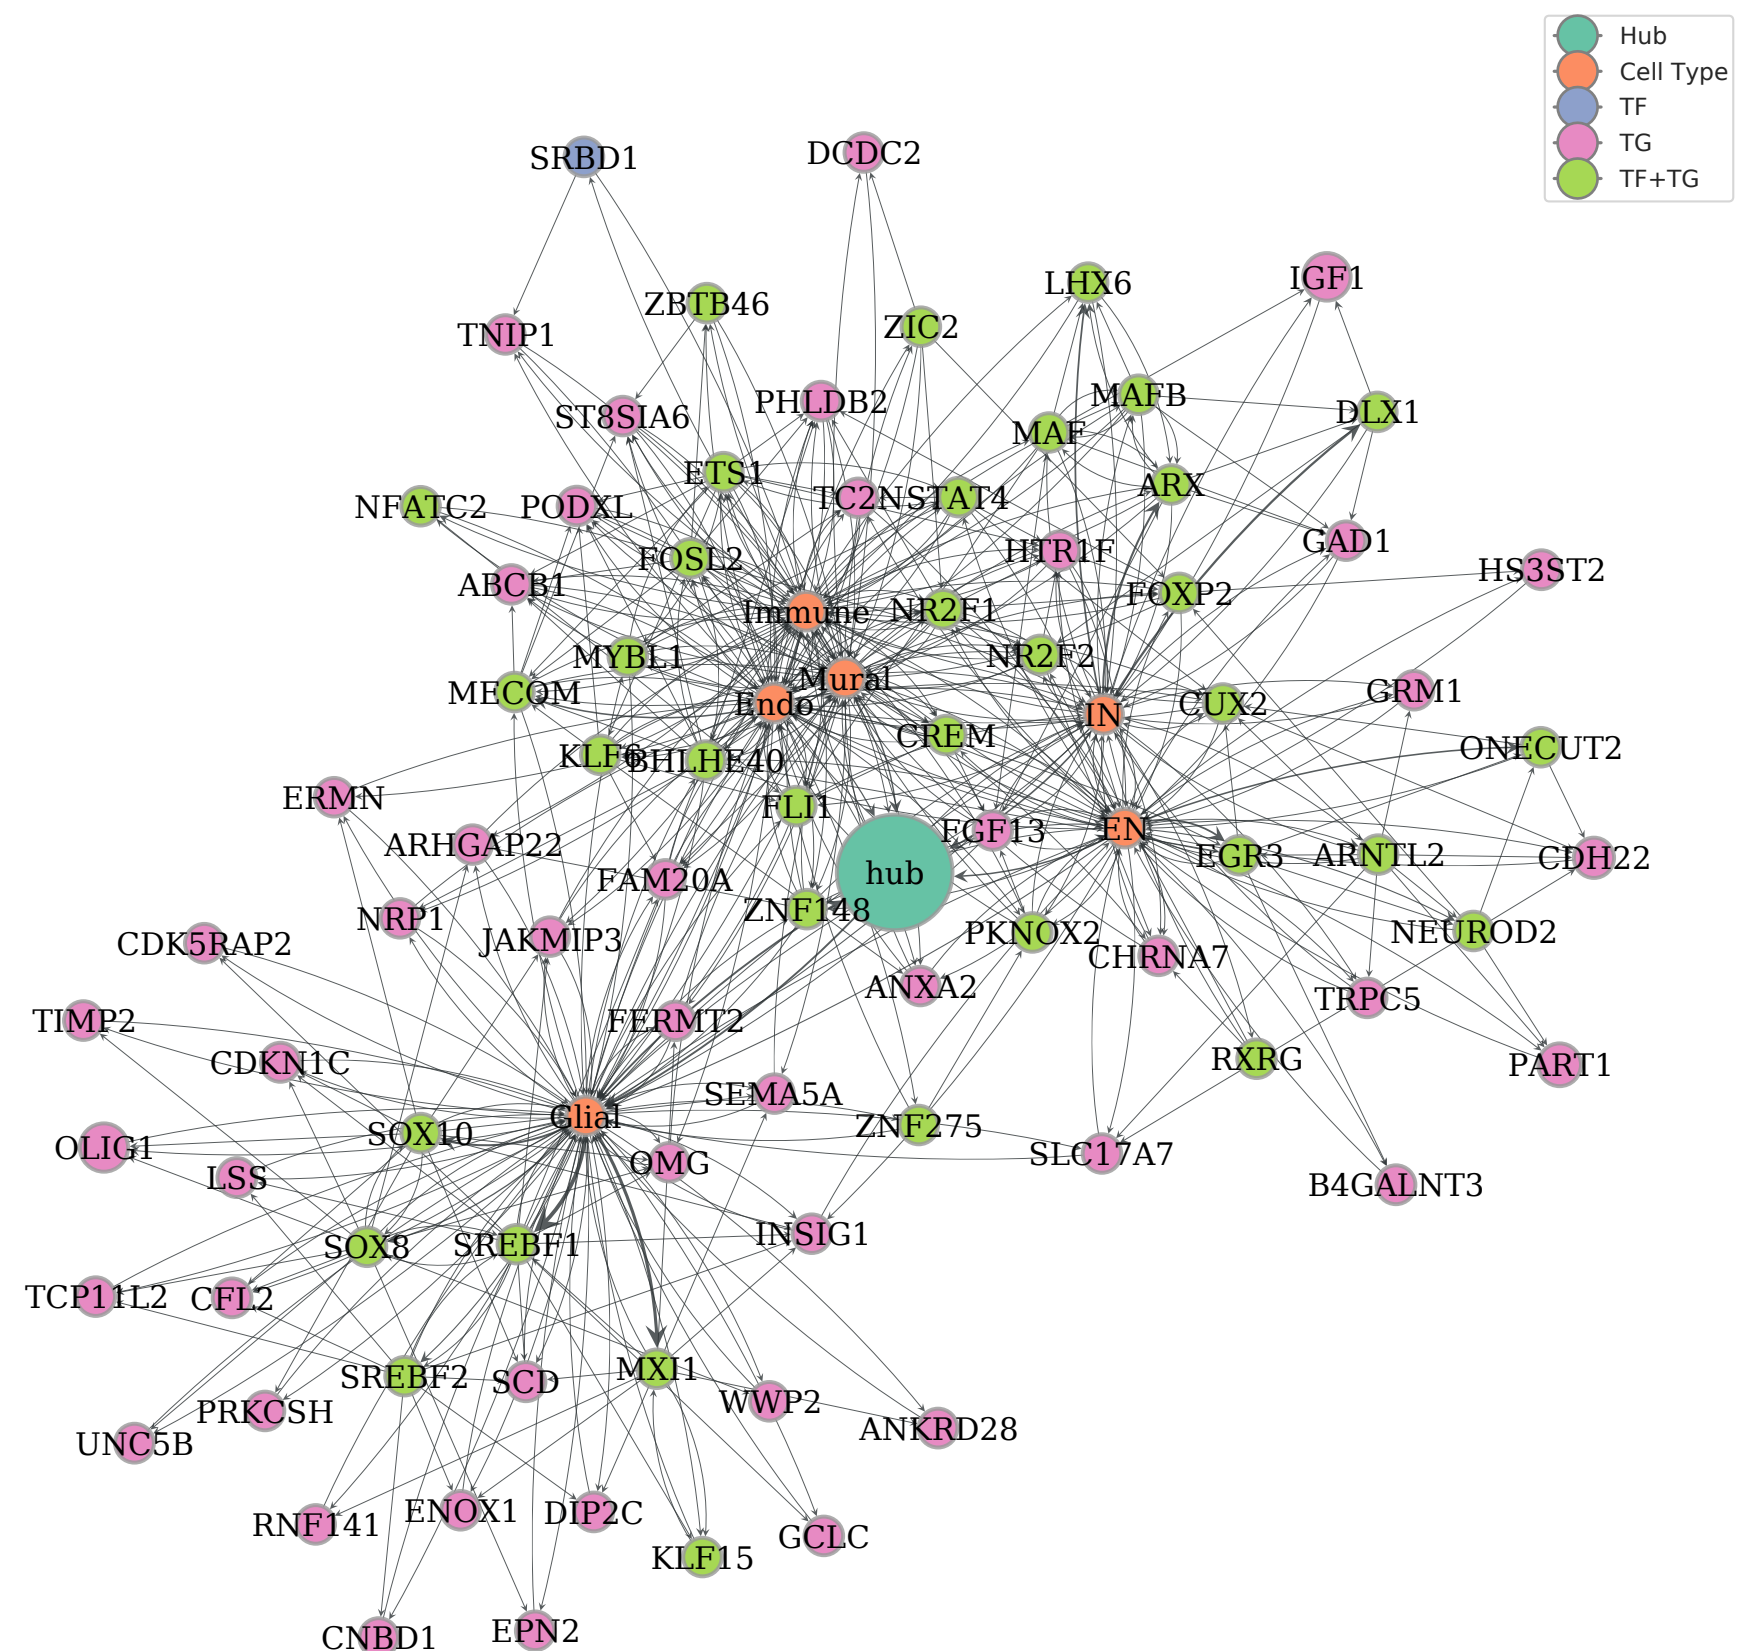 Hub
Cell Type
TF
TG
TF+TG
SRBD1
DCDC2
IGF1
LHX6
ZBTB46
ZIC2
TNIP1
MAFB
PHLDB2
DLX1
ST8SIA6
MAF
ETS1
ARX
TC2N
STAT4
NFATC2
PODXL
GAD1
HTR1F
FOSL2
HS3ST2
ABCB1
FOXP2
Immune
NR2F1
MYBL1
NR2F2
Mural
MECOM
GRM1
Endo
CUX2
IN
CREM
ONECUT2
KLF6
BHLHE40
ERMN
FLI1
EN
FGF13
ARHGAP22
EGR3
ARNTL2
CDH22
hub
FAM20A
ZNF148
NRP1
PKNOX2
NEUROD2
JAKMIP3
CDK5RAP2
CHRNA7
ANXA2
TRPC5
TIMP2
FERMT2
CDKN1C
RXRG
PART1
SEMA5A
Glial
ZNF275
SOX10
OLIG1
SLC17A7
OMG
LSS
B4GALNT3
INSIG1
SOX8
SREBF1
TCP11L2
CFL2
MXI1
SREBF2
SCD
WWP2
PRKCSH
ANKRD28
UNC5B
ENOX1
DIP2C
RNF141
GCLC
KLF15
EPN2
CNBD1